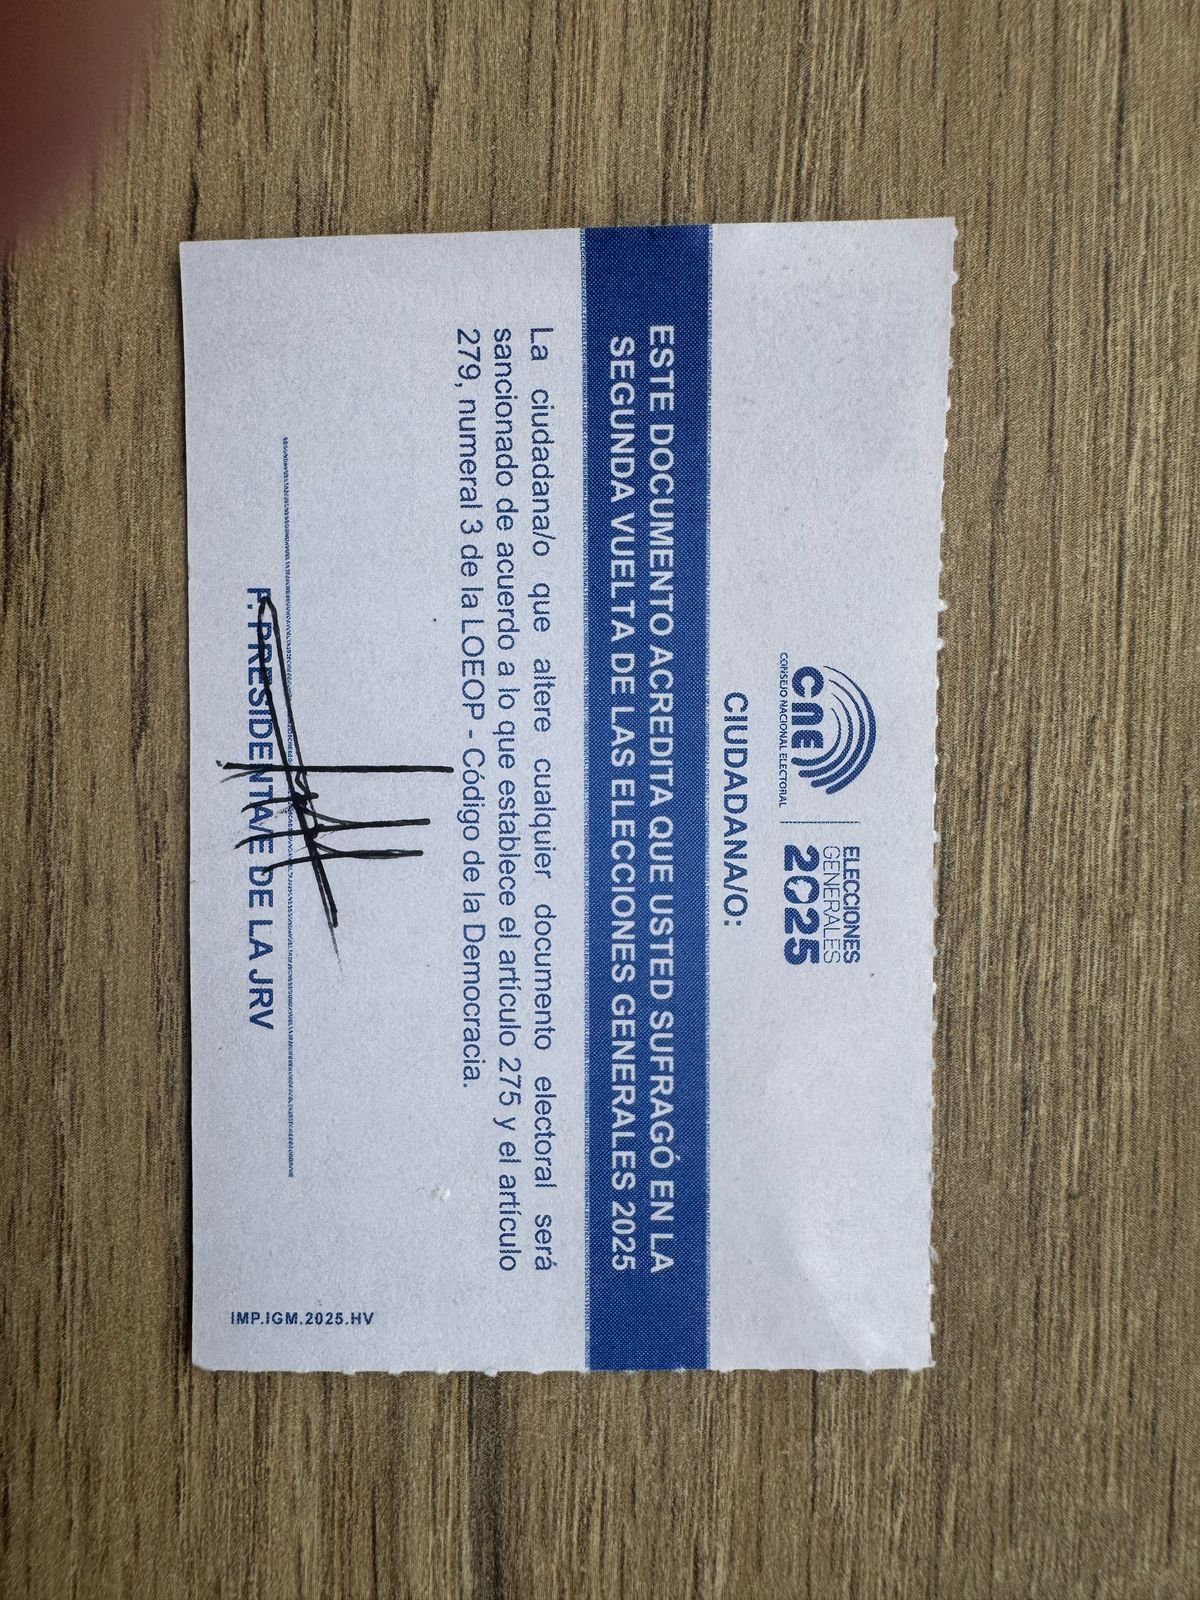 cne
CONSEJO NACIONAL ELECTORAL
ELECCIONES
GENERALES
2025
CIUDADANA/O:
ESTE DOCUMENTO ACREDITA QUE USTED SUFRAGÓ EN LA
SEGUNDA VUELTA DE LAS ELECCIONES GENERALES 2025
La ciudadana/o que altere cualquier documento electoral será
sancionado de acuerdo a lo que establece el artículo 275 y el artículo
279, numeral 3 de la LOEOP - Código de la Democracia.
F. PRESIDENTA/E DE LA JRV
IMP.IGM.2025.HV